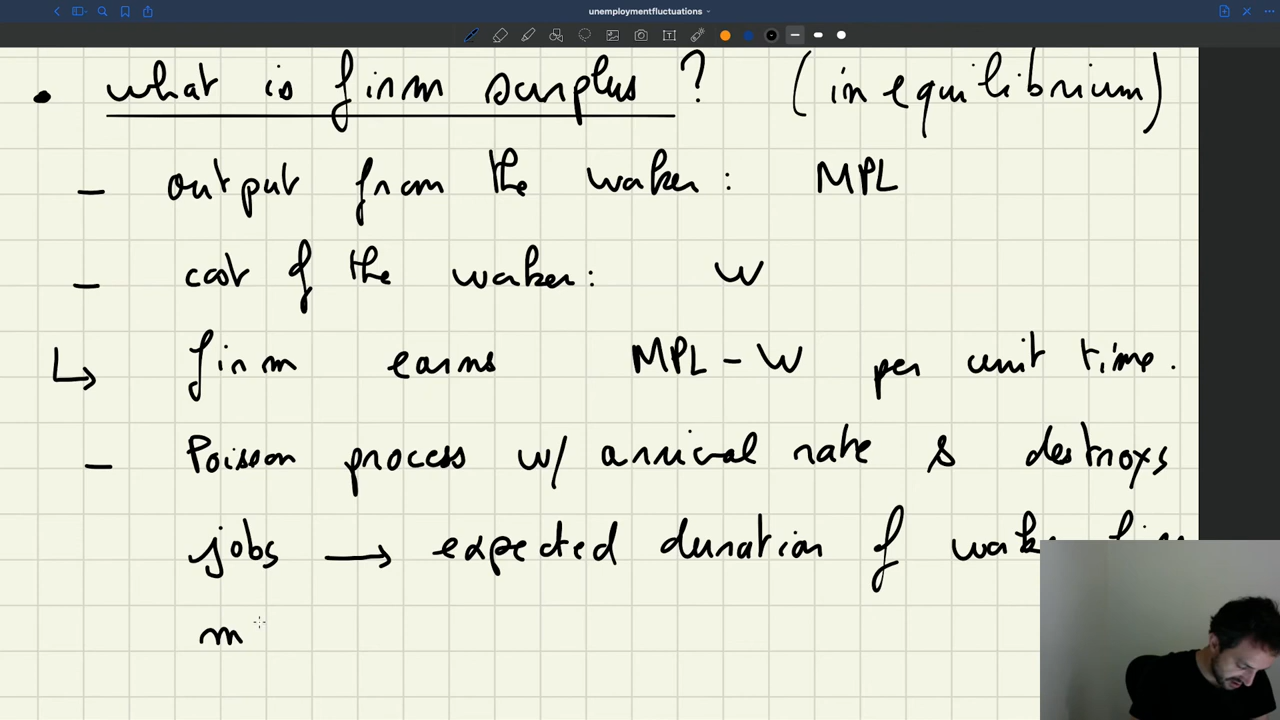 unemploymentfluctuations
• what is firm surplus ? (in equilibrium)
- output from the worker : MPL
- cost of the worker : W
↳ firm earns MPL - W per unit time.
- Poisson process w/ arrival rate s destroys
jobs → expected duration of worker firm
m